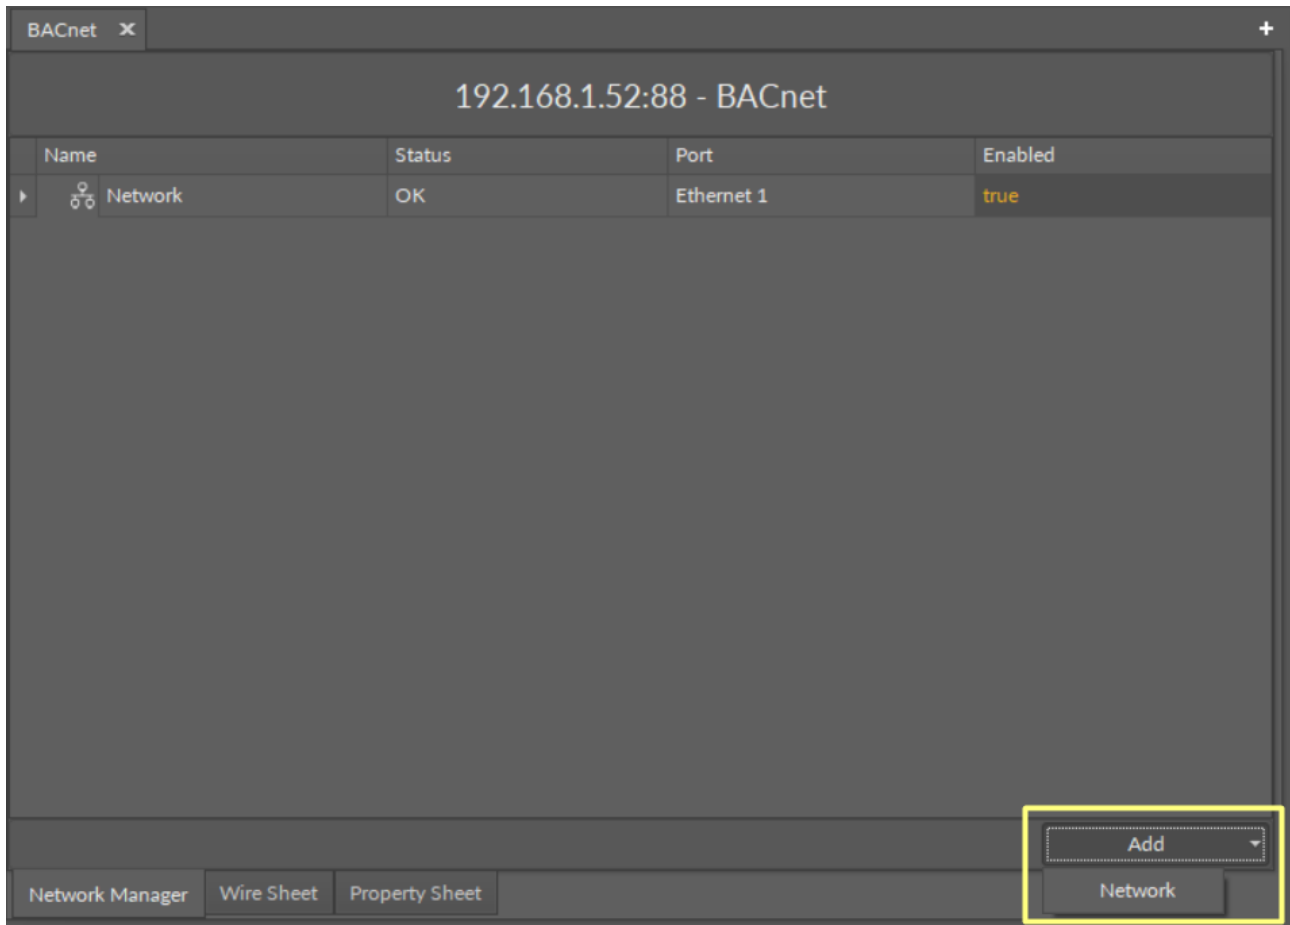 BACnet
192.168.1.52:88 - BACnet
Name Status Port Enabled
Network OK Ethernet 1 true
Add
Network Manager Wire Sheet Property Sheet Network